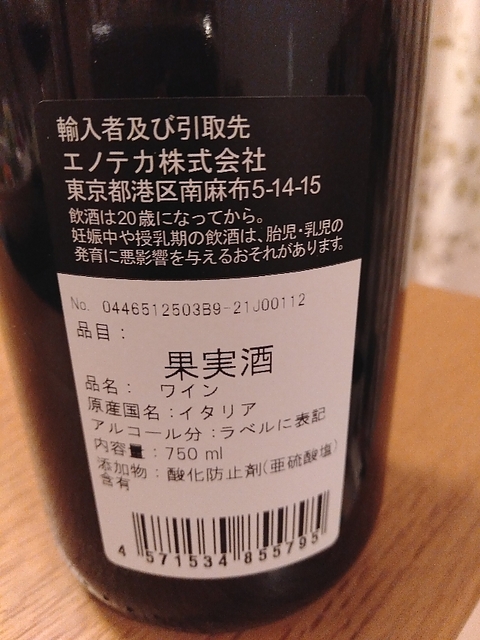 輸入者及び引取先
エノテカ株式会社
東京都港区南麻布5-14-15
飲酒は20歳になってから。
妊娠中や授乳期の飲酒は、胎児・乳児の
発育に悪影響を与えるおそれがあります。
No. 0446512503B9-21J00112
品目：
果実酒
品名： ワイン
原産国名：イタリア
アルコール分：ラベルに表記
内容量：750 ml
添加物：酸化防止剤(亜硫酸塩)
含有
4 571534 855795